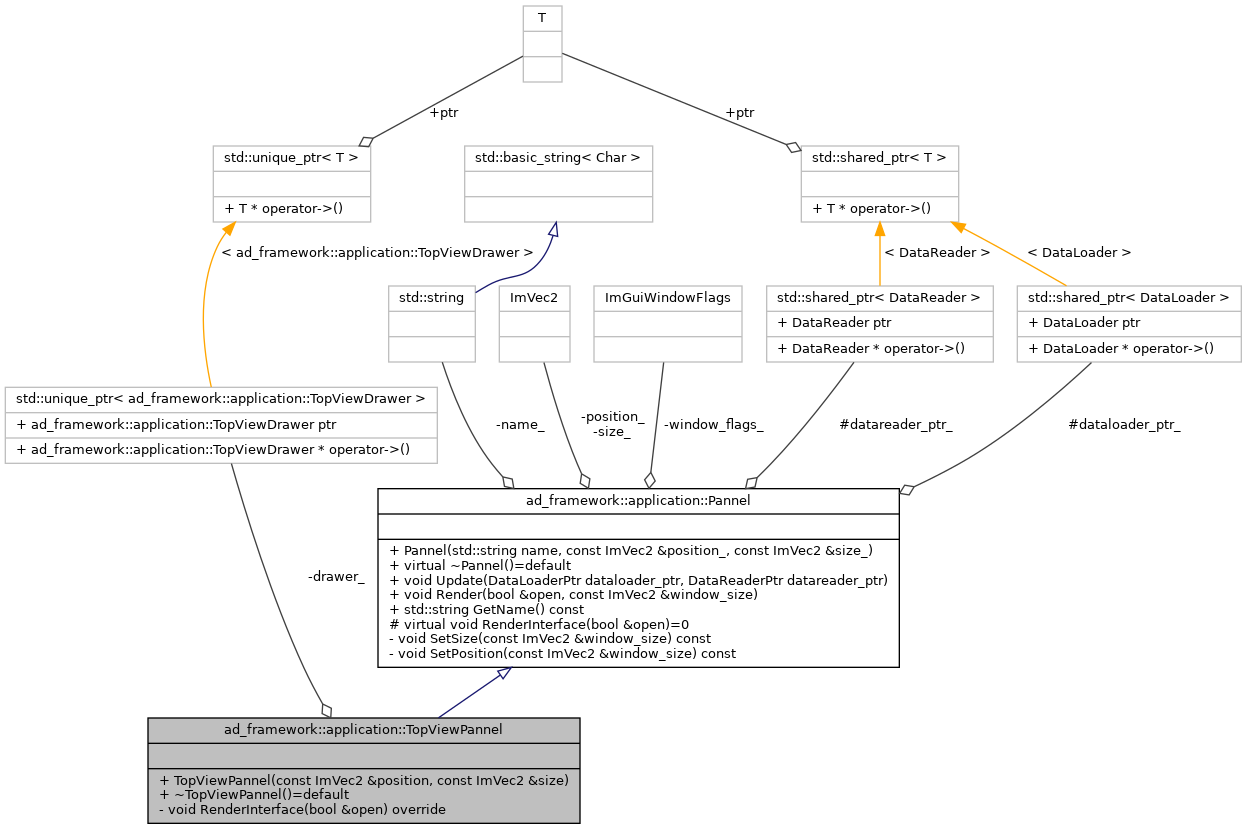 T
+ptr
+ptr
std::unique_ptr< T >
+ T * operator->()
std::basic_string< Char >
std::shared_ptr< T >
+ T * operator->()
< ad_framework::application::TopViewDrawer >
< DataReader >
< DataLoader >
std::string
ImVec2
ImGuiWindowFlags
std::shared_ptr< DataReader >
+ DataReader ptr
+ DataReader * operator->()
std::shared_ptr< DataLoader >
+ DataLoader ptr
+ DataLoader * operator->()
std::unique_ptr< ad_framework::application::TopViewDrawer >
+ ad_framework::application::TopViewDrawer ptr
+ ad_framework::application::TopViewDrawer * operator->()
-name_
-position_
-size_
-window_flags_
#datareader_ptr_
#dataloader_ptr_
ad_framework::application::Pannel
+ Pannel(std::string name, const ImVec2 &position_, const ImVec2 &size_)
+ virtual ~Pannel()=default
+ void Update(DataLoaderPtr dataloader_ptr, DataReaderPtr datareader_ptr)
+ void Render(bool &open, const ImVec2 &window_size)
+ std::string GetName() const
# virtual void RenderInterface(bool &open)=0
- void SetSize(const ImVec2 &window_size) const
- void SetPosition(const ImVec2 &window_size) const
-drawer_
ad_framework::application::TopViewPannel
+ TopViewPannel(const ImVec2 &position, const ImVec2 &size)
+ ~TopViewPannel()=default
- void RenderInterface(bool &open) override